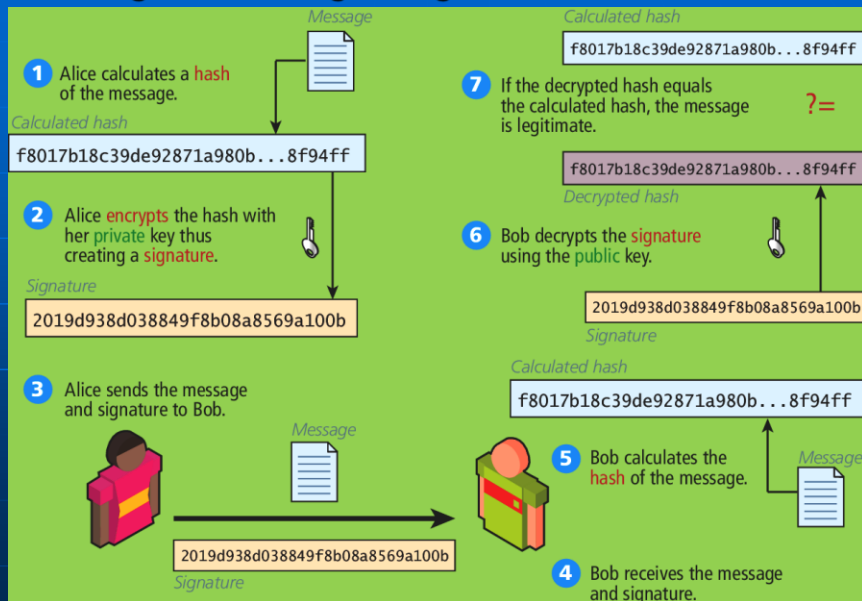 Message
1 Alice calculates a hash
of the message.
Calculated hash
f8017b18c39de92871a980b...8f94ff
2 Alice encrypts the hash with
her private key thus
creating a signature.
Signature
2019d938d038849f8b08a8569a100b
3 Alice sends the message
and signature to Bob.
Message
2019d938d038849f8b08a8569a100b
Signature
4 Bob receives the message
and signature.
5 Bob calculates the
hash of the message.
Message
Calculated hash
f8017b18c39de92871a980b...8f94ff
6 Bob decrypts the signature
using the public key.
Signature
2019d938d038849f8b08a8569a100b
Decrypted hash
f8017b18c39de92871a980b...8f94ff
7 If the decrypted hash equals
the calculated hash, the message
is legitimate.
?=
Calculated hash
f8017b18c39de92871a980b...8f94ff